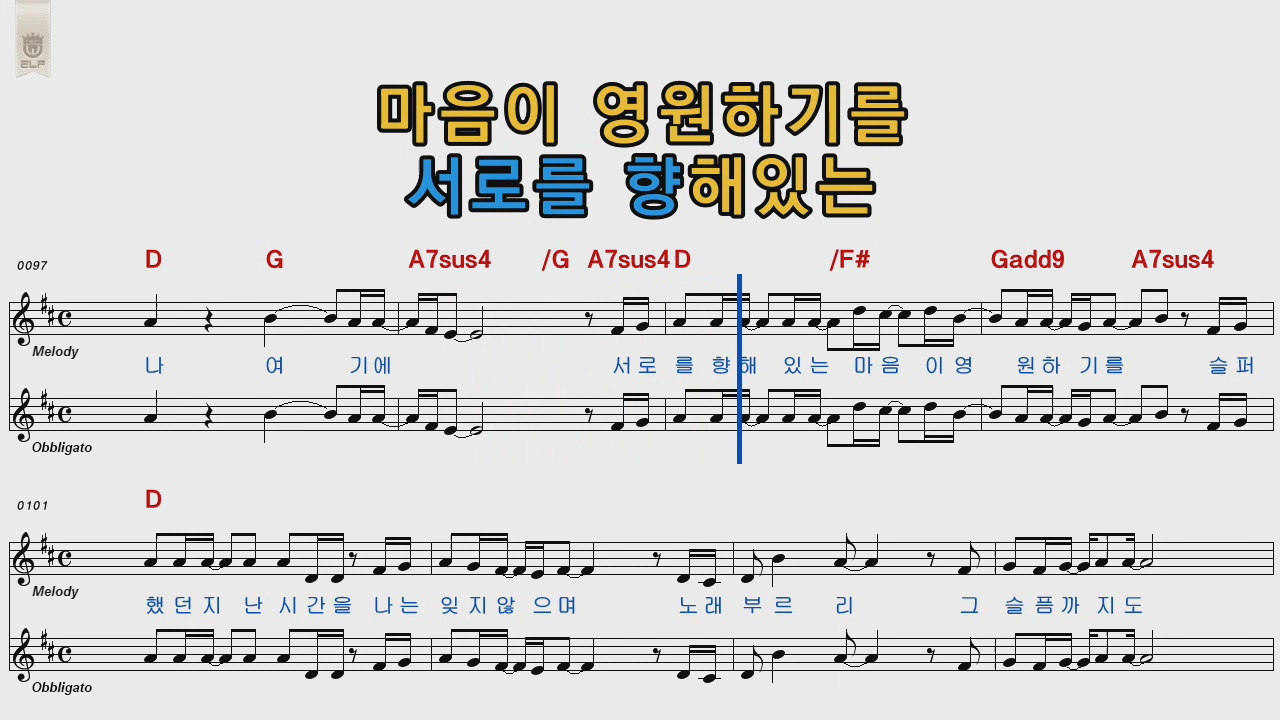 ELF
마음이 영원하기를
서로를 향해있는
0097 D G A7sus4 /G A7sus4 D /F# Gadd9 A7sus4
Melody
나 여 기에 서로 를 향해 있는 마음 이영 원하 기를 슬퍼
Obbligato
0101 D
Melody
했던지 난 시간을 나는 잊지않 으며 노래 부르 리 그 슬픔까 지도
Obbligato